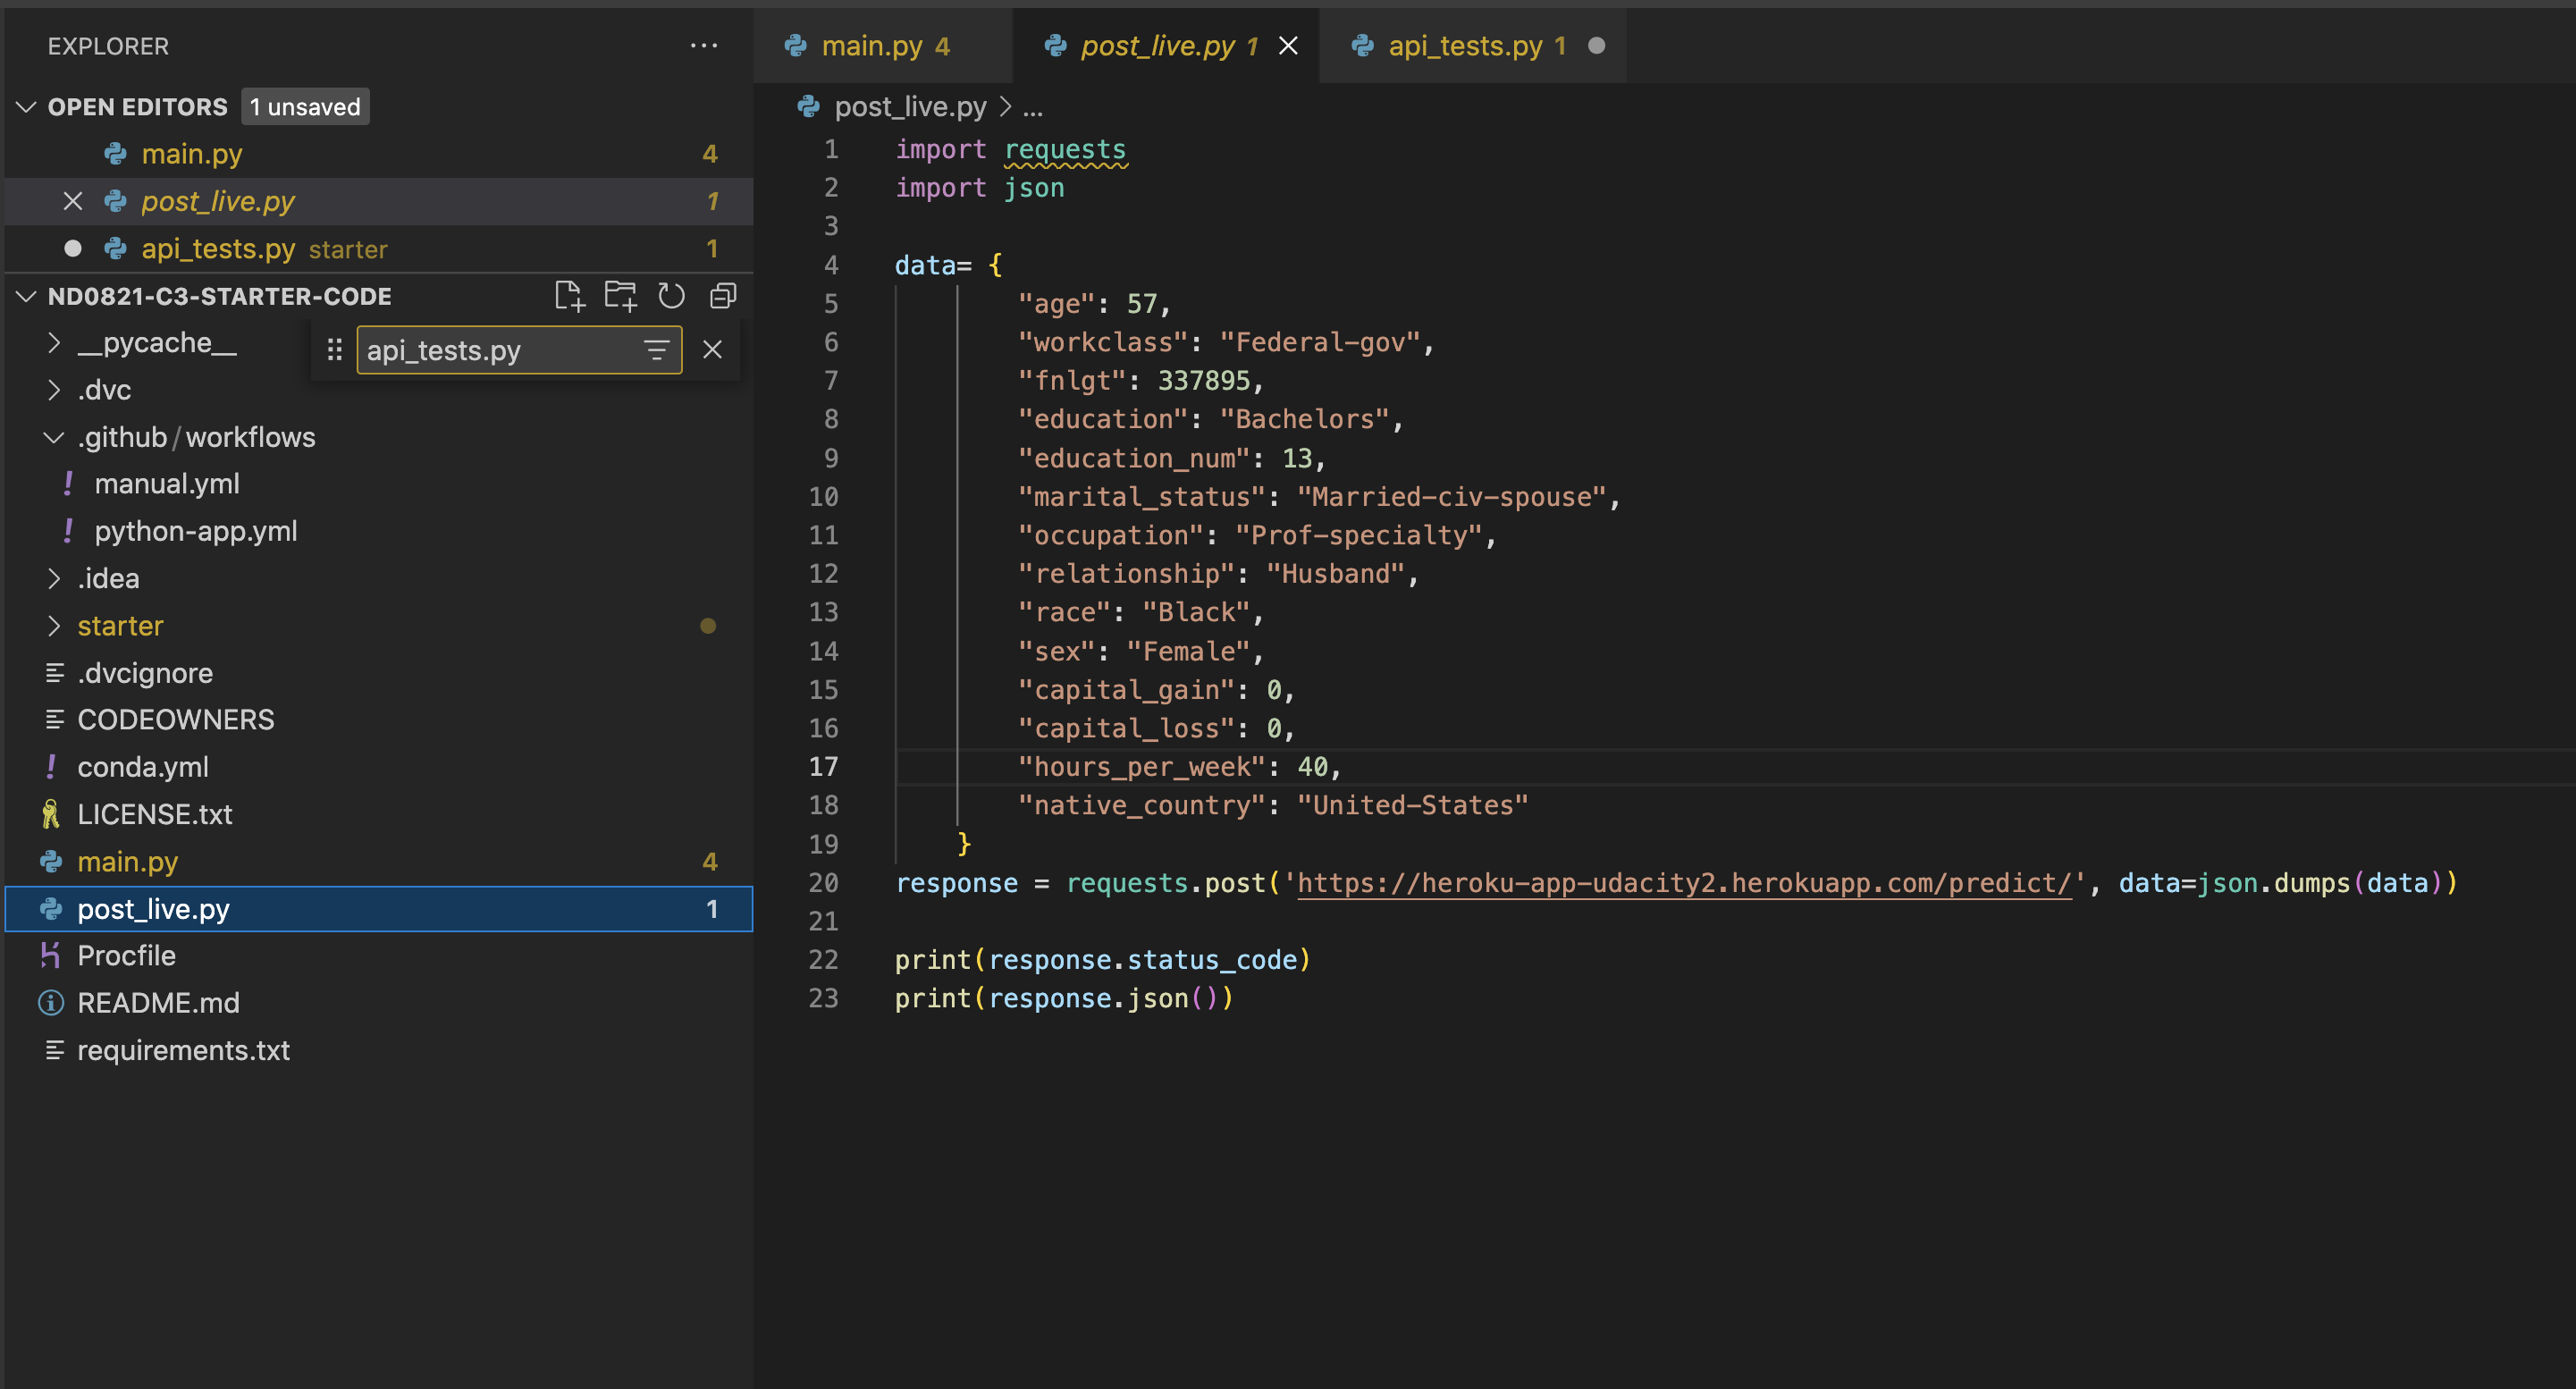 EXPLORER
OPEN EDITORS 1 unsaved
main.py 4
post_live.py 1
api_tests.py starter 1
ND0821-C3-STARTER-CODE
__pycache__
api_tests.py
.dvc
.github/workflows
manual.yml
python-app.yml
.idea
starter
.dvcignore
CODEOWNERS
conda.yml
LICENSE.txt
main.py 4
post_live.py 1
Procfile
README.md
requirements.txt
main.py 4 post_live.py 1 api_tests.py 1
post_live.py > ...
1 import requests
2 import json
3
4 data= {
5 "age": 57,
6 "workclass": "Federal-gov",
7 "fnlgt": 337895,
8 "education": "Bachelors",
9 "education_num": 13,
10 "marital_status": "Married-civ-spouse",
11 "occupation": "Prof-specialty",
12 "relationship": "Husband",
13 "race": "Black",
14 "sex": "Female",
15 "capital_gain": 0,
16 "capital_loss": 0,
17 "hours_per_week": 40,
18 "native_country": "United-States"
19 }
20 response = requests.post('https://heroku-app-udacity2.herokuapp.com/predict/', data=json.dumps(data))
21
22 print(response.status_code)
23 print(response.json())